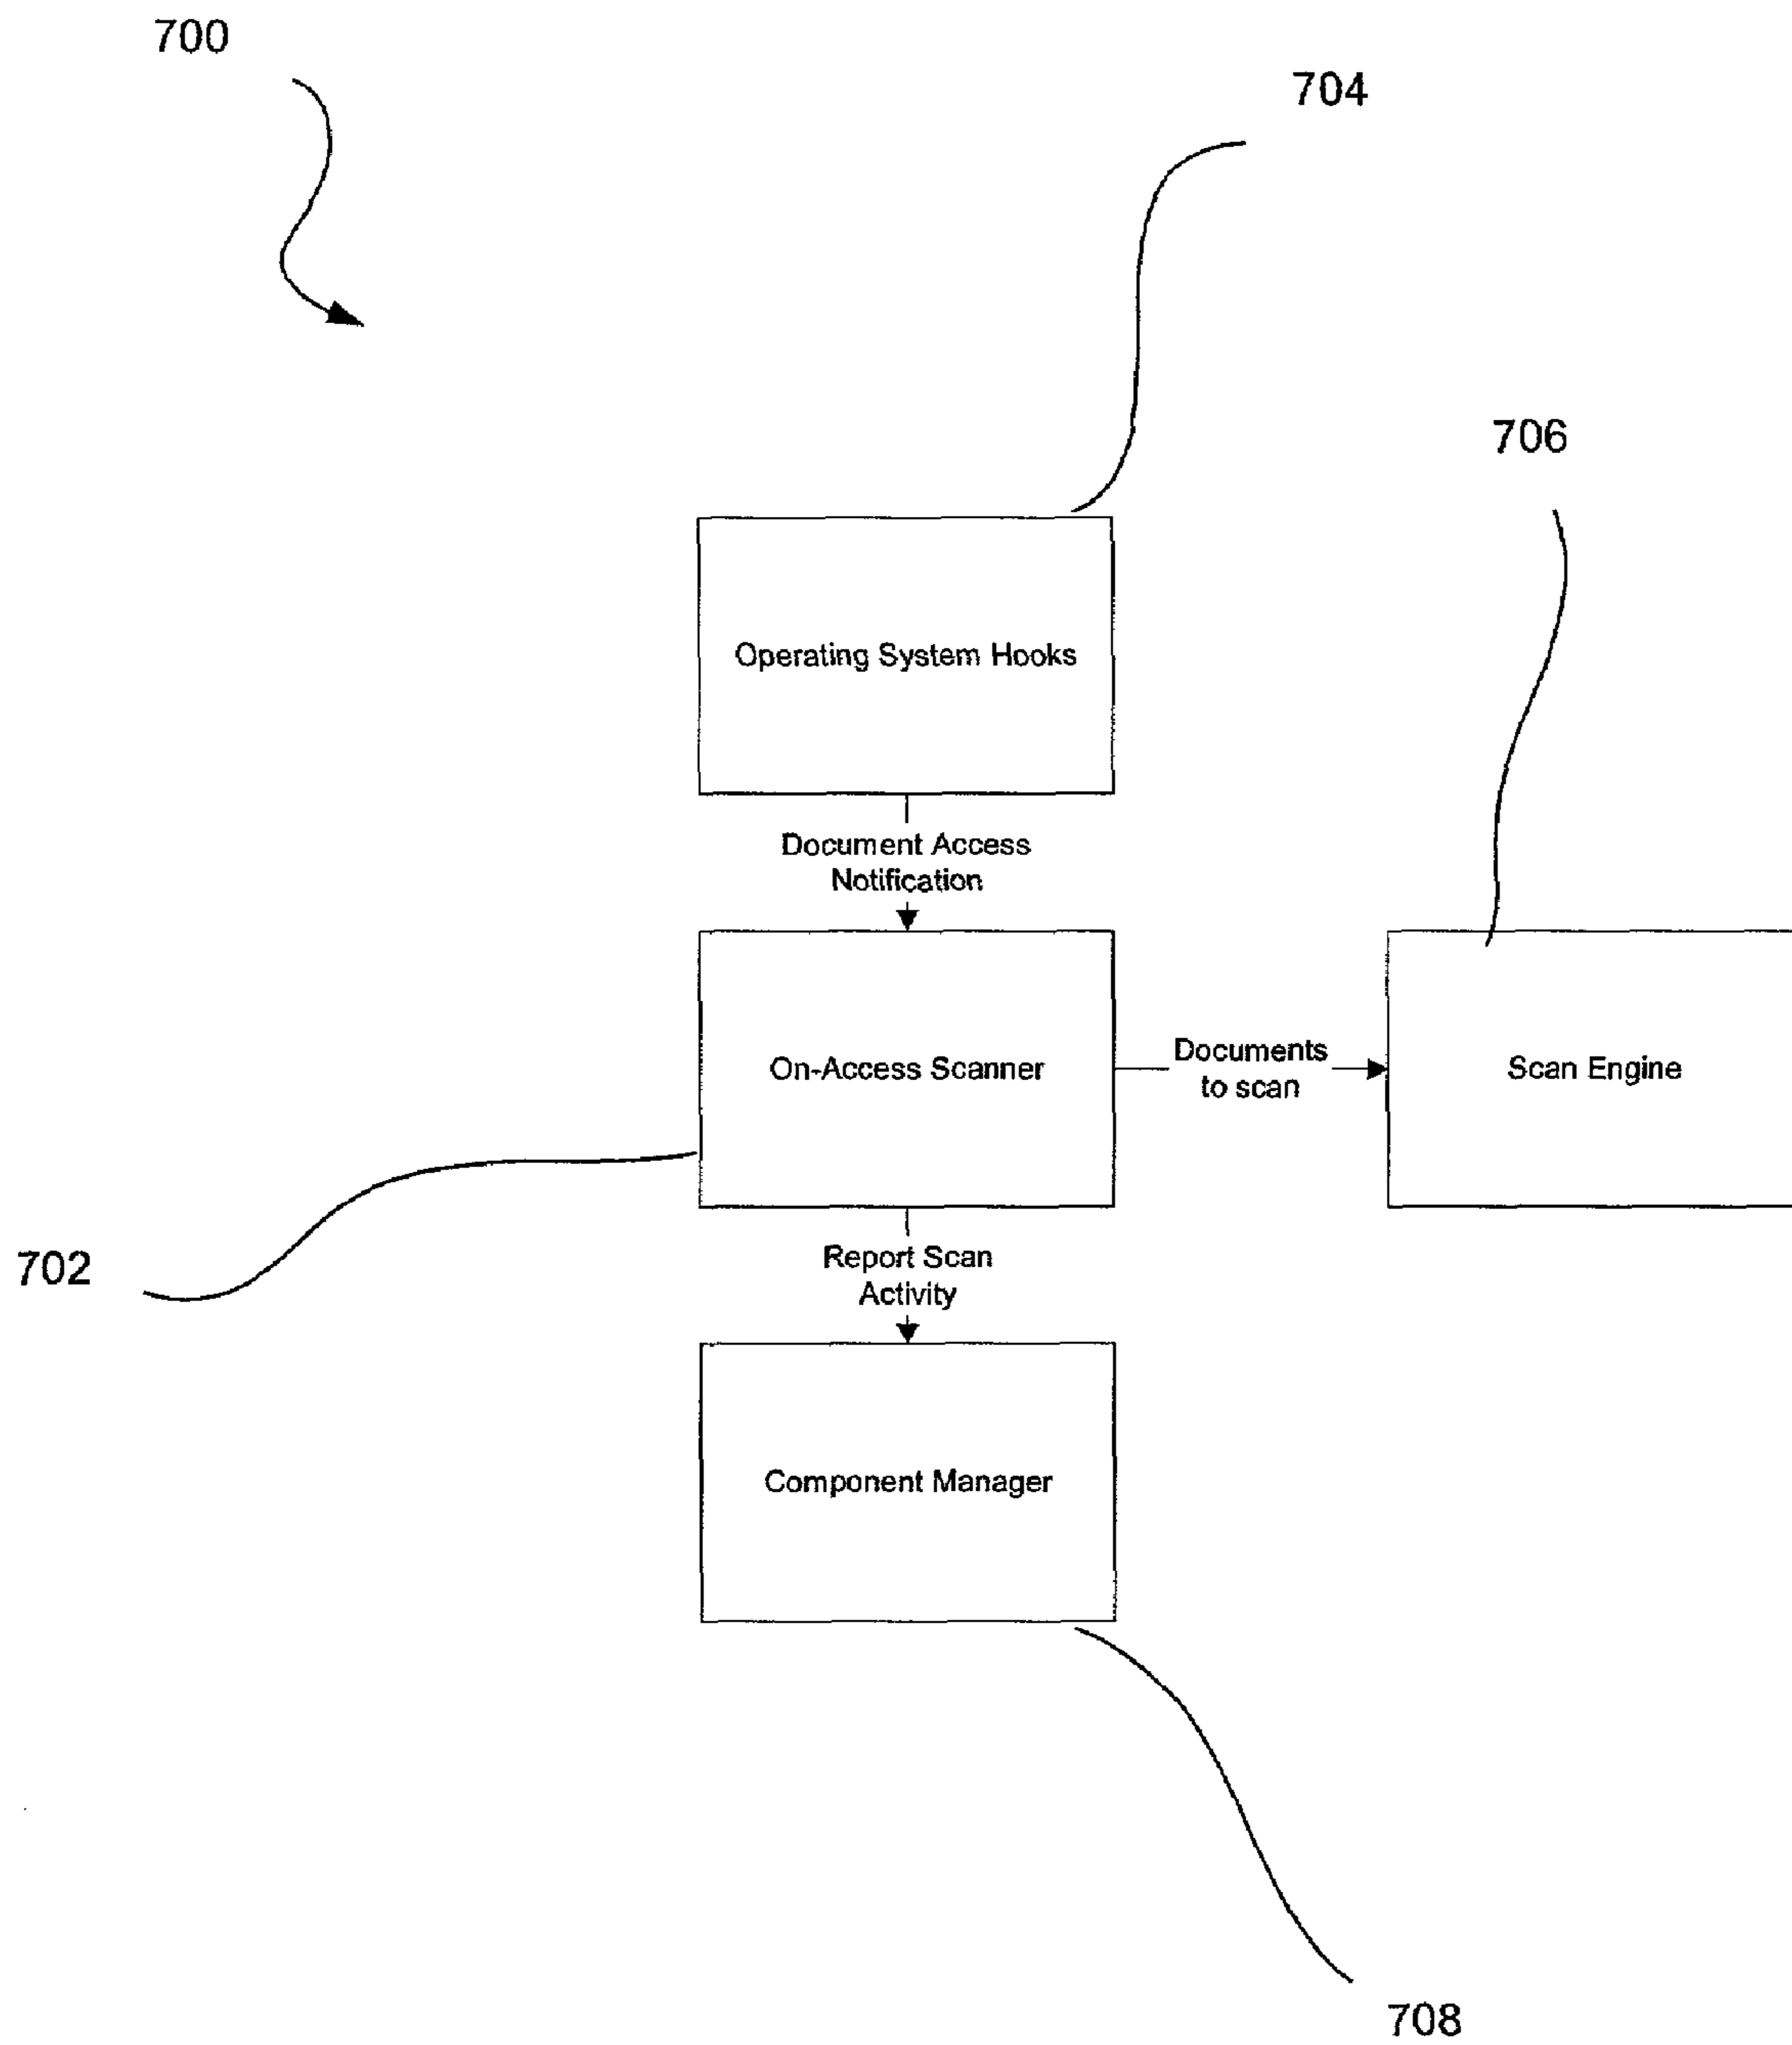 700
704
706
Operating System Hooks
Document Access
Notification
On-Access Scanner
Documents
to scan
Scan Engine
702
Report Scan
Activity
Component Manager
708